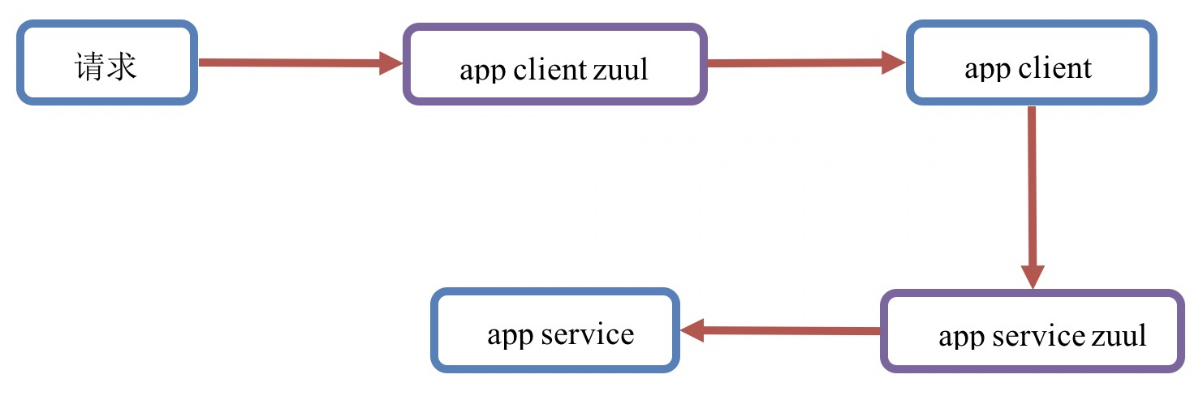 请求
app client zuul
app client
app service zuul
app service